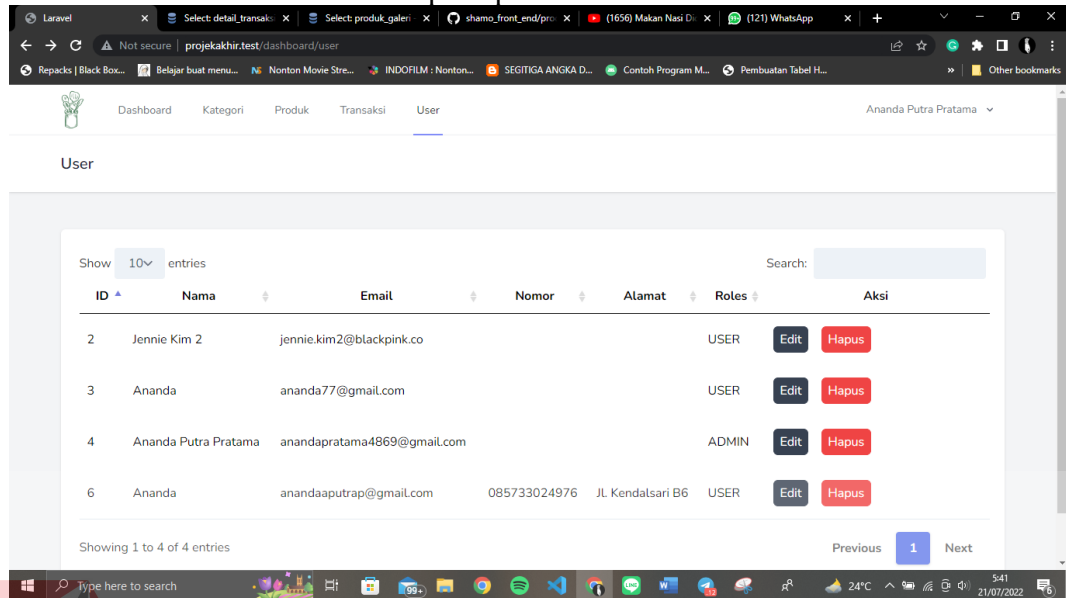 Laravel
Select: detail_transaks
Select: produk_galeri -
shamo_front_end/pro
(1656) Makan Nasi Di
(121) WhatsApp
Not secure | projekakhir.test/dashboard/user
Repacks | Black Box...
Belajar buat menu...
Nonton Movie Stre...
INDOFILM : Nonton...
SEGITIGA ANGKA D...
Contoh Program M...
Pembuatan Tabel H...
»
Other bookmarks
Dashboard Kategori Produk Transaksi User
Ananda Putra Pratama
User
Show 10 entries
Search:
ID Nama Email Nomor Alamat Roles Aksi
2 Jennie Kim 2 jennie.kim2@blackpink.co USER Edit Hapus
3 Ananda ananda77@gmail.com USER Edit Hapus
4 Ananda Putra Pratama anandapratama4869@gmail.com ADMIN Edit Hapus
6 Ananda anandaaputrap@gmail.com 085733024976 Jl. Kendalsari B6 USER Edit Hapus
Showing 1 to 4 of 4 entries
Previous 1 Next
Type here to search
99+
LINE
24°C
5:41
21/07/2022
6